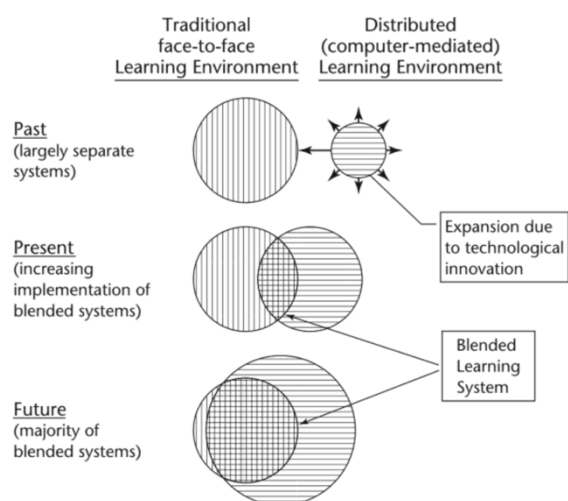 Traditional
face-to-face
Learning Environment
Distributed
(computer-mediated)
Learning Environment
Past
(largely separate
systems)
Expansion due
to technological
innovation
Present
(increasing
implementation of
blended systems)
Blended
Learning
System
Future
(majority of
blended systems)